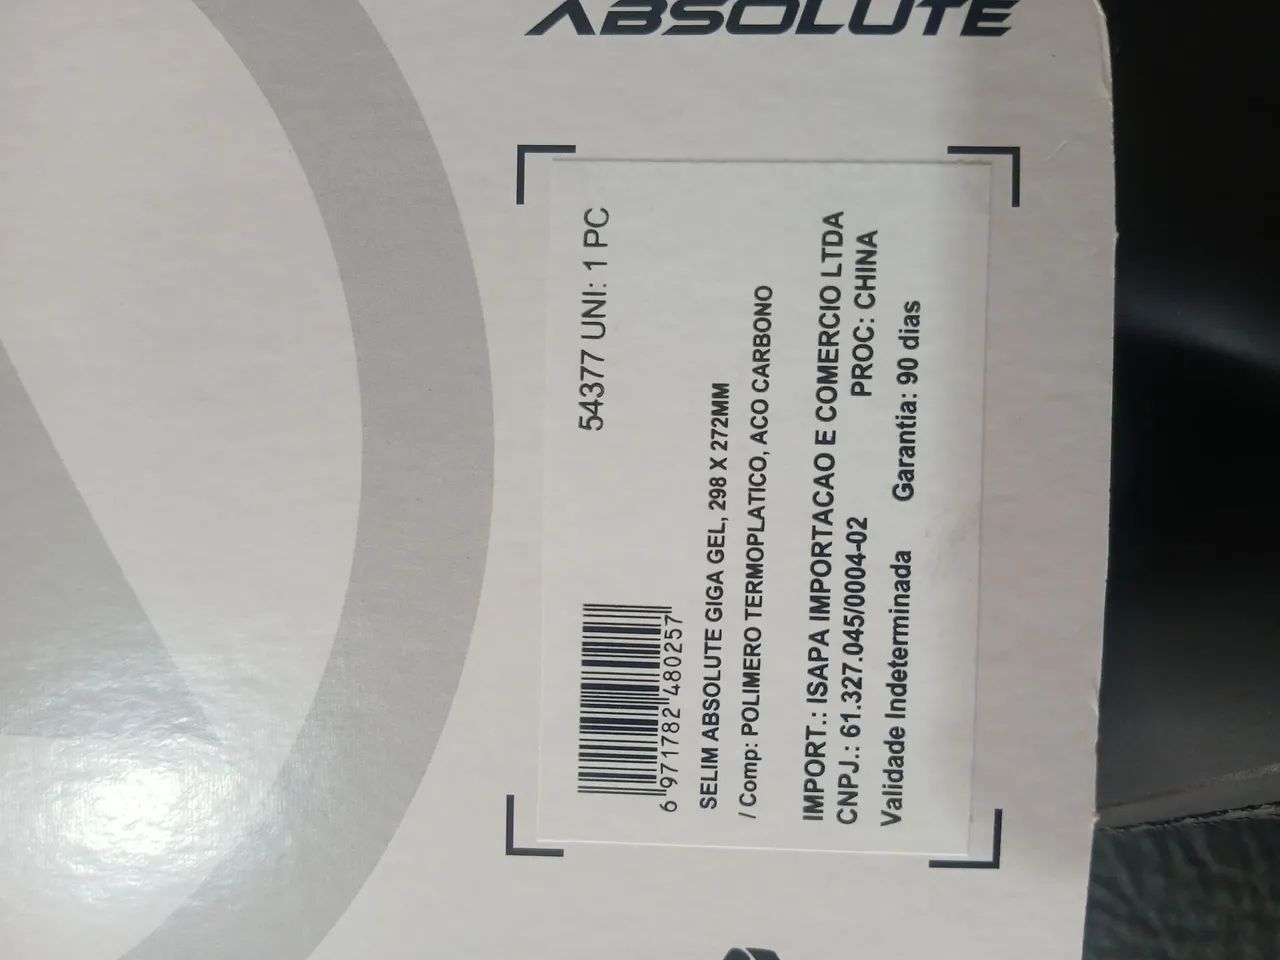 ABSOLUTE
54377 UNI: 1 PC
6 971782 480257
SELIM ABSOLUTE GIGA GEL, 298 X 272MM
/ Comp: POLIMERO TERMOPLATICO, ACO CARBONO
IMPORT.: ISAPA IMPORTACAO E COMERCIO LTDA
CNPJ.: 61.327.045/0004-02 PROC: CHINA
Validade Indeterminada Garantia: 90 dias